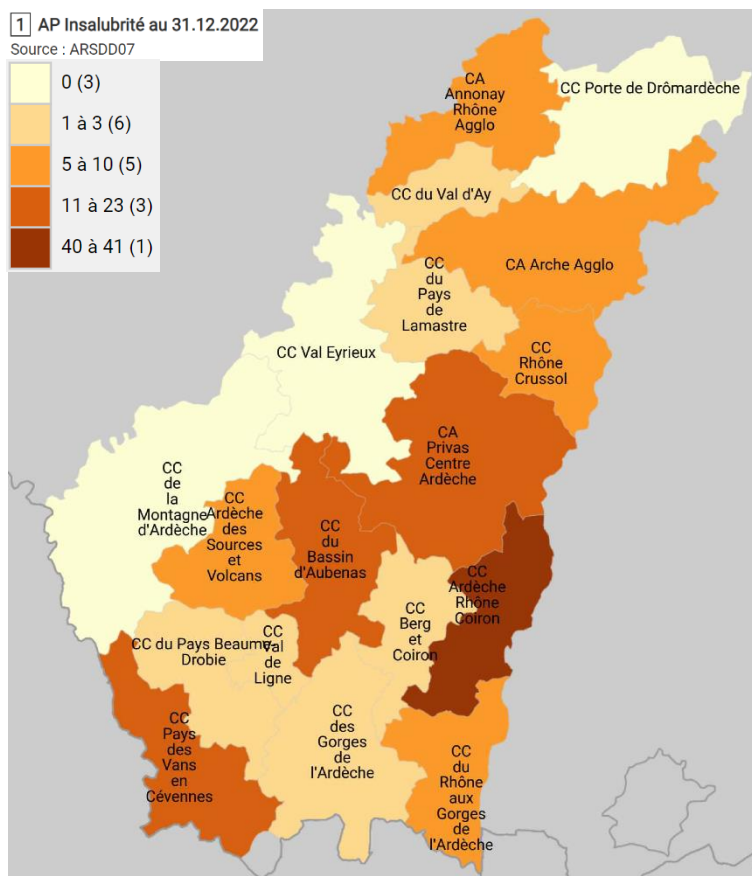 1 AP Insalubrité au 31.12.2022
Source : ARSDD07
0 (3)
1 à 3 (6)
5 à 10 (5)
11 à 23 (3)
40 à 41 (1)
CA
Annonay
Rhône
Agglo
CC Porte de Drômardèche
CC du Val d'Ay
CA Arche Agglo
CC
du
Pays
de
Lamastre
CC Val Eyrieux
CC
Rhône
Crussol
CA
Privas
Centre
Ardèche
CC
de
la
Montagne
d'Ardèche
CC
Ardèche
des
Sources
et
Volcans
CC
du
Bassin
d'Aubenas
CC
Ardèche
Rhône
Coiron
CC
Berg
et
Coiron
CC du Pays Beaume-
Drobie
CC
Val
de
Ligne
CC
des
Gorges
de
l'Ardèche
CC
Pays
des
Vans
en
Cévennes
CC
du
Rhône
aux
Gorges
de
l'Ardèche